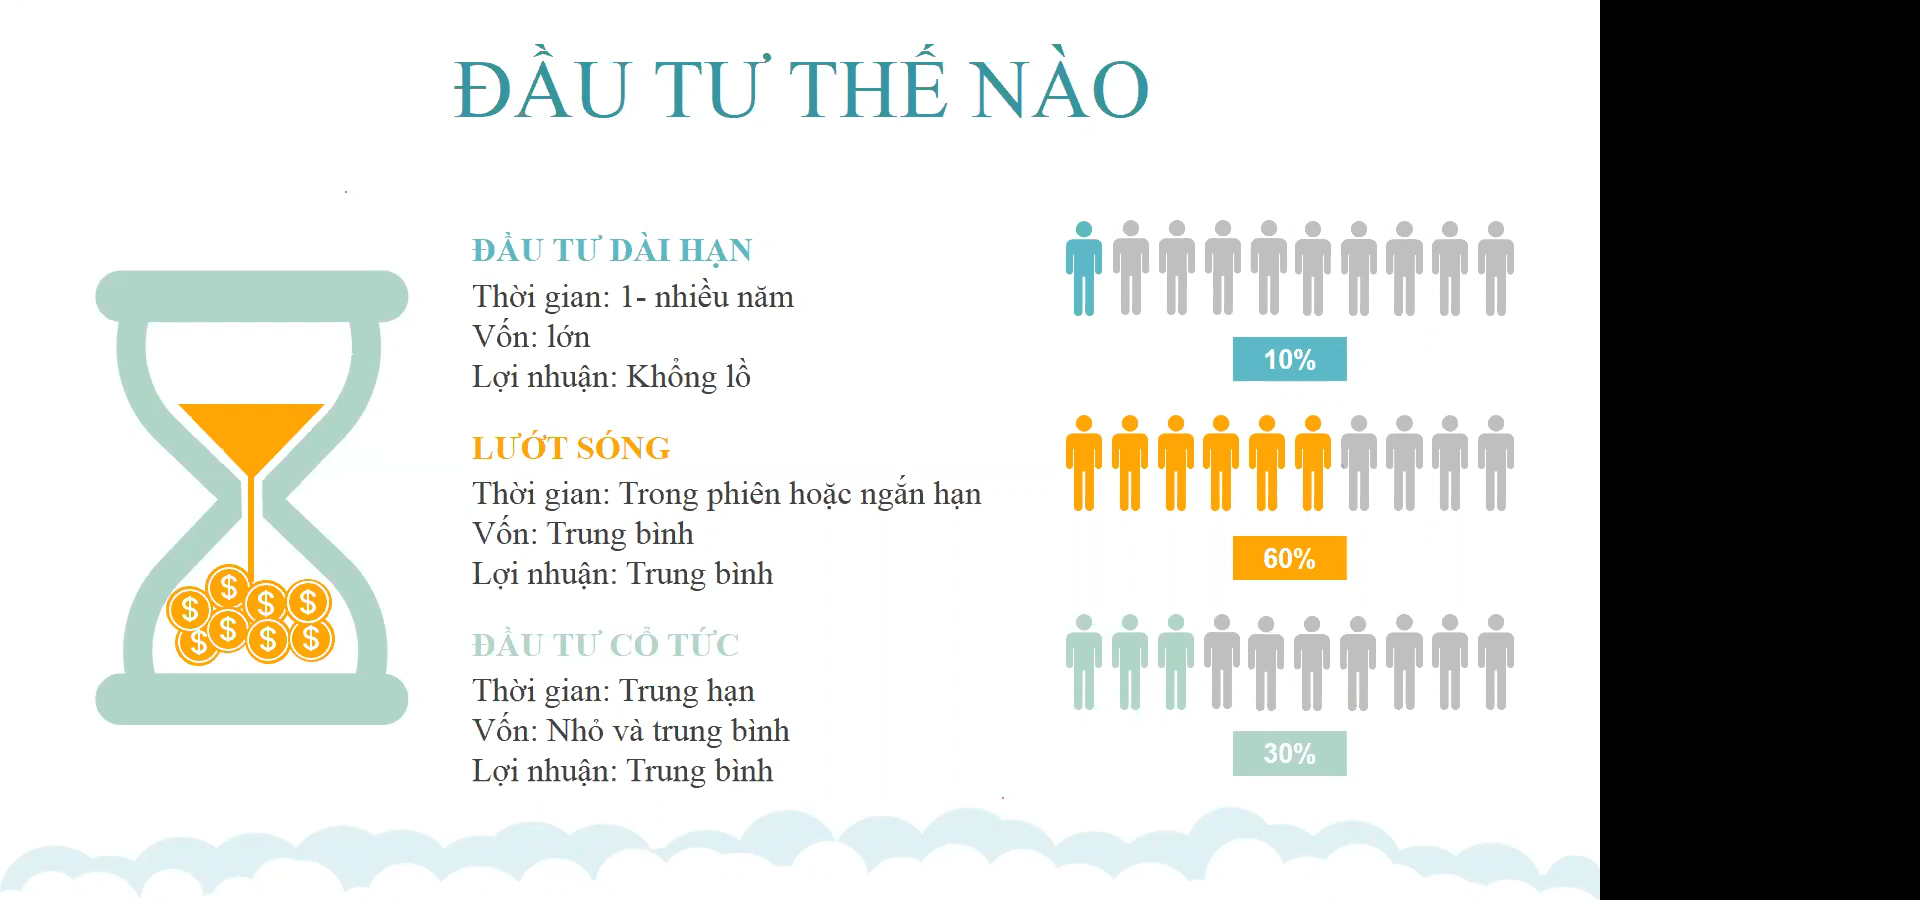 ĐẦU TƯ THẾ NÀO
ĐẦU TƯ DÀI HẠN
Thời gian: 1- nhiều năm
Vốn: lớn
Lợi nhuận: Khổng lồ
10%
LƯỚT SÓNG
Thời gian: Trong phiên hoặc ngắn hạn
Vốn: Trung bình
Lợi nhuận: Trung bình
60%
ĐẦU TƯ CỔ TỨC
Thời gian: Trung hạn
Vốn: Nhỏ và trung bình
Lợi nhuận: Trung bình
30%
$ $ $ $ $ $ $ $